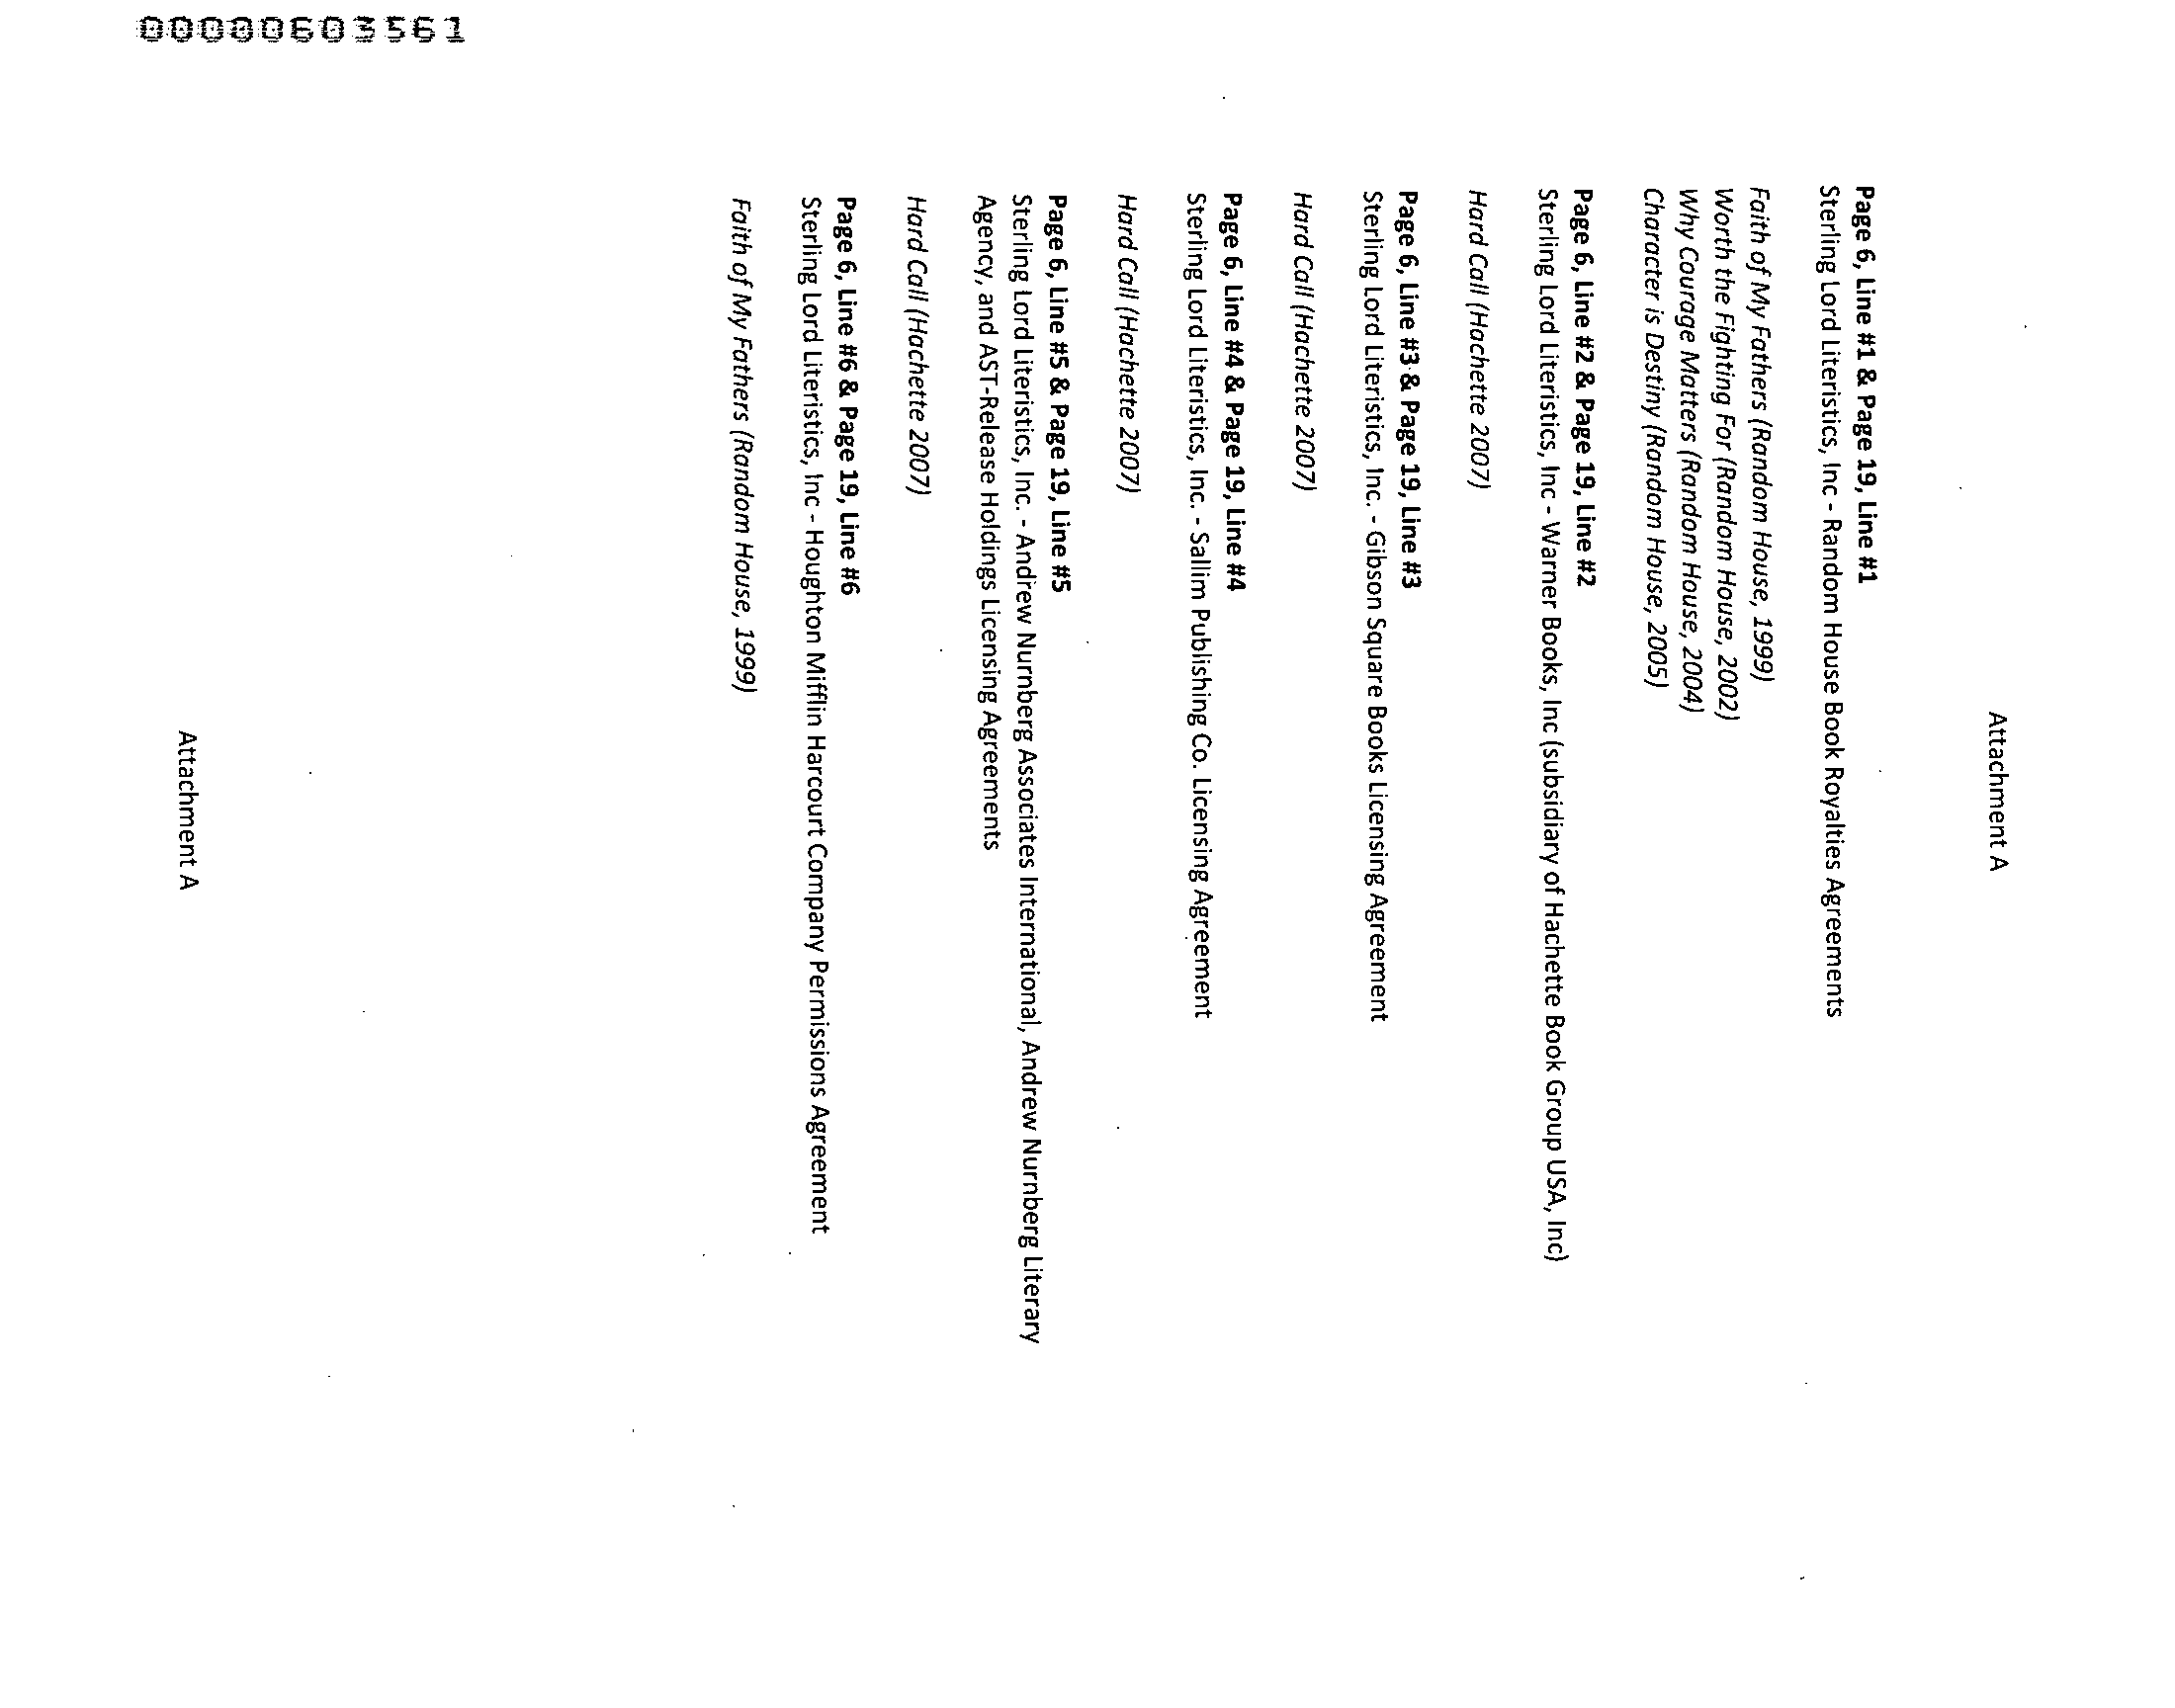 00000603561
Attachment A
Page 6, Line #1 & Page 19, Line #1
Sterling Lord Literistics, Inc - Random House Book Royalties Agreements
Faith of My Fathers (Random House, 1999)
Worth the Fighting For (Random House, 2002)
Why Courage Matters (Random House, 2004)
Character is Destiny (Random House, 2005)
Page 6, Line #2 & Page 19, Line #2
Sterling Lord Literistics, Inc - Warner Books, Inc (subsidiary of Hachette Book Group USA, Inc)
Hard Call (Hachette 2007)
Page 6, Line #3 & Page 19, Line #3
Sterling Lord Literistics, Inc. - Gibson Square Books Licensing Agreement
Hard Call (Hachette 2007)
Page 6, Line #4 & Page 19, Line #4
Sterling Lord Literistics, Inc. - Sallim Publishing Co. Licensing Agreement
Hard Call (Hachette 2007)
Page 6, Line #5 & Page 19, Line #5
Sterling Lord Literistics, Inc. - Andrew Nurnberg Associates International, Andrew Nurnberg Literary
Agency, and AST-Release Holdings Licensing Agreements
Hard Call (Hachette 2007)
Page 6, Line #6 & Page 19, Line #6
Sterling Lord Literistics, Inc - Houghton Mifflin Harcourt Company Permissions Agreement
Faith of My Fathers (Random House, 1999)
Attachment A